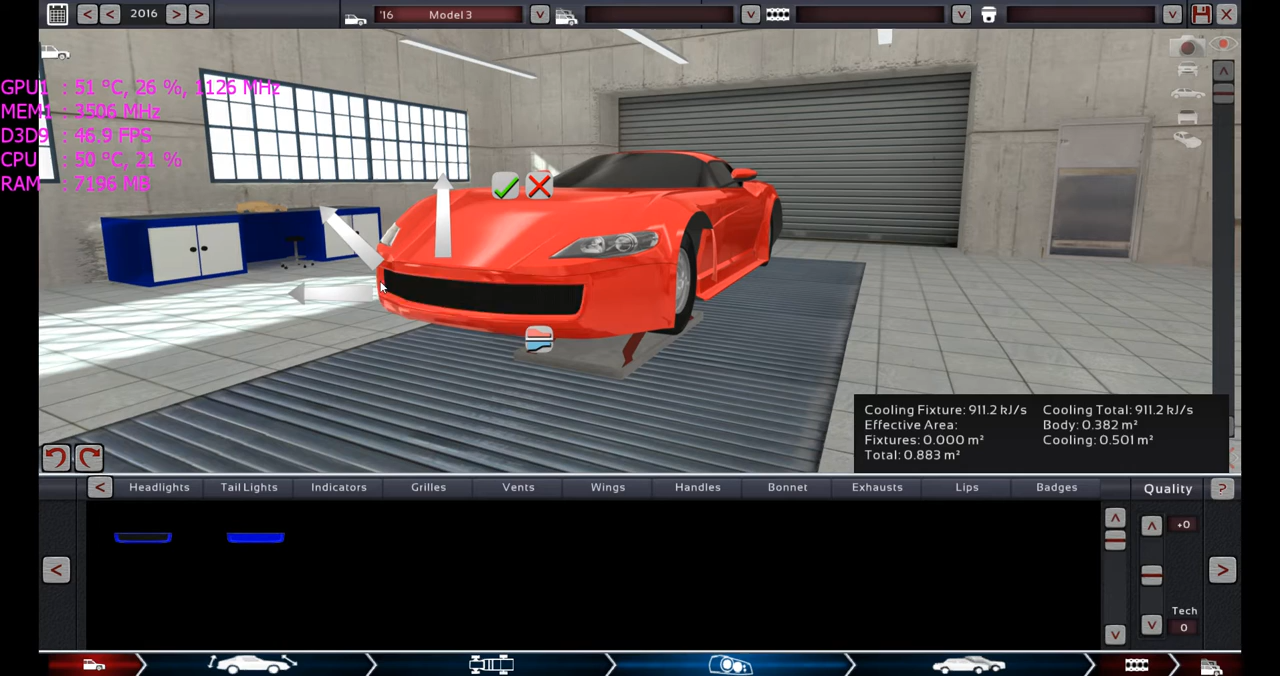 2016
'16 Model 3
GPU1 : 51 °C, 26 %, 1126 MHz
MEM1 : 3506 MHz
D3D9 : 46.9 FPS
CPU : 50 °C, 21 %
RAM : 7196 MB
Cooling Fixture: 911.2 kJ/s Cooling Total: 911.2 kJ/s
Effective Area: Body: 0.382 m²
Fixtures: 0.000 m² Cooling: 0.501 m²
Total: 0.883 m²
Headlights Tail Lights Indicators Grilles Vents Wings Handles Bonnet Exhausts Lips Badges Quality ?
+0
Tech
0